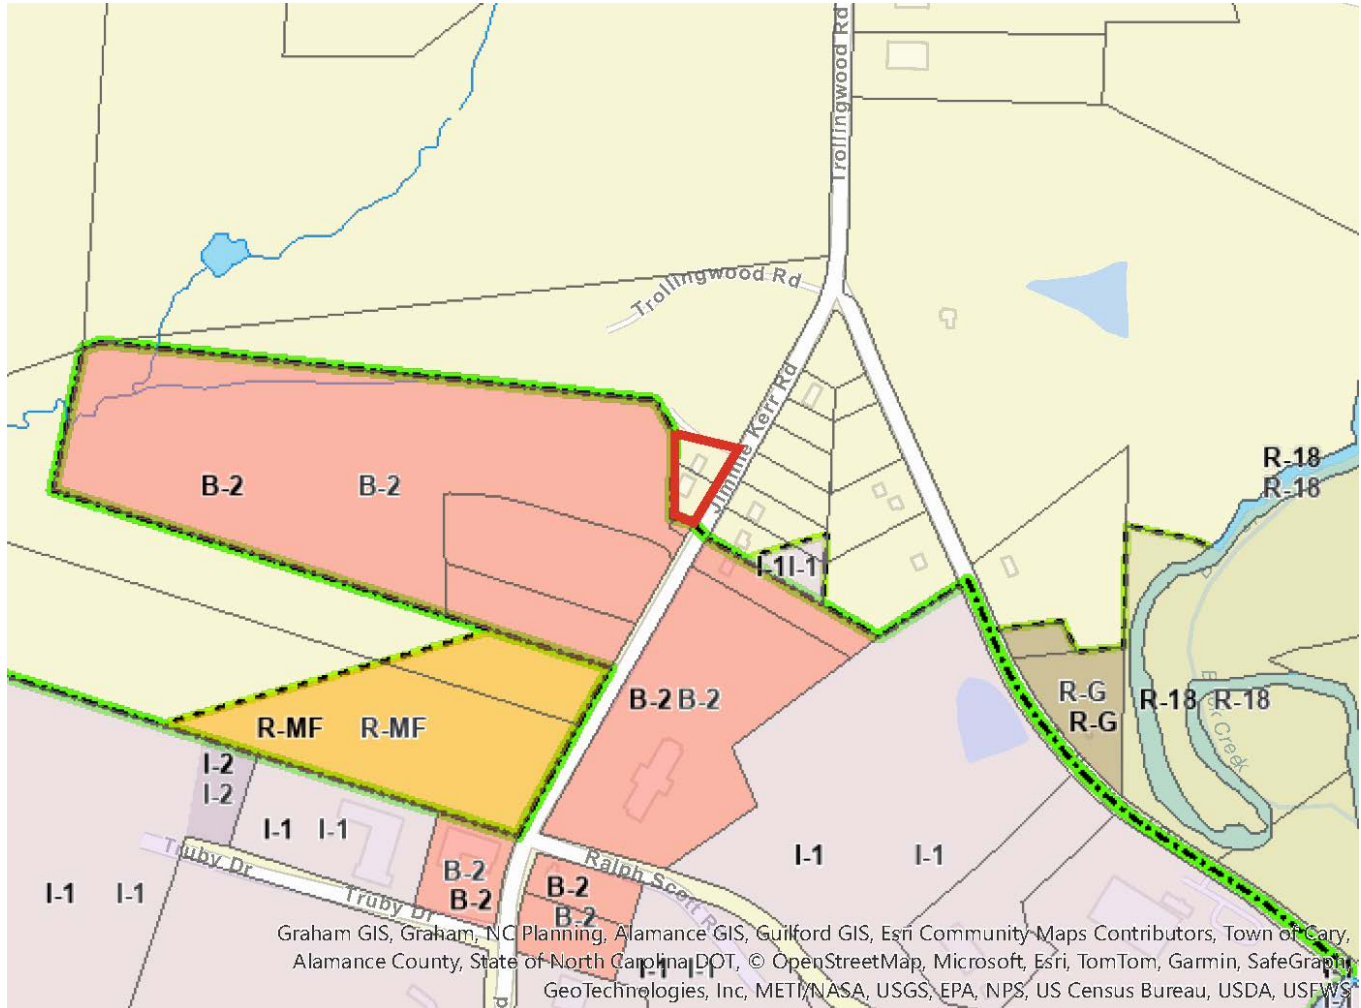 Trollingwood Rd
Trollingwood Rd
Jimmie Kerr Rd
R-18
R-18
B-2 B-2
I-1 I-1
R-G
R-G
R-18 R-18
B-2 B-2
R-MF R-MF
I-2
I-2
I-1 I-1
Truby Dr
Truby Dr
B-2
B-2
B-2
B-2
Ralph Scott
I-1 I-1
I-1 I-1
Creek
I-1 I-1
Graham GIS, Graham, NC Planning, Alamance GIS, Guilford GIS, Esri Community Maps Contributors, Town of Cary,
Alamance County, State of North Carolina DOT, © OpenStreetMap, Microsoft, Esri, TomTom, Garmin, SafeGraph,
GeoTechnologies, Inc, METI/NASA, USGS, EPA, NPS, US Census Bureau, USDA, USFWS